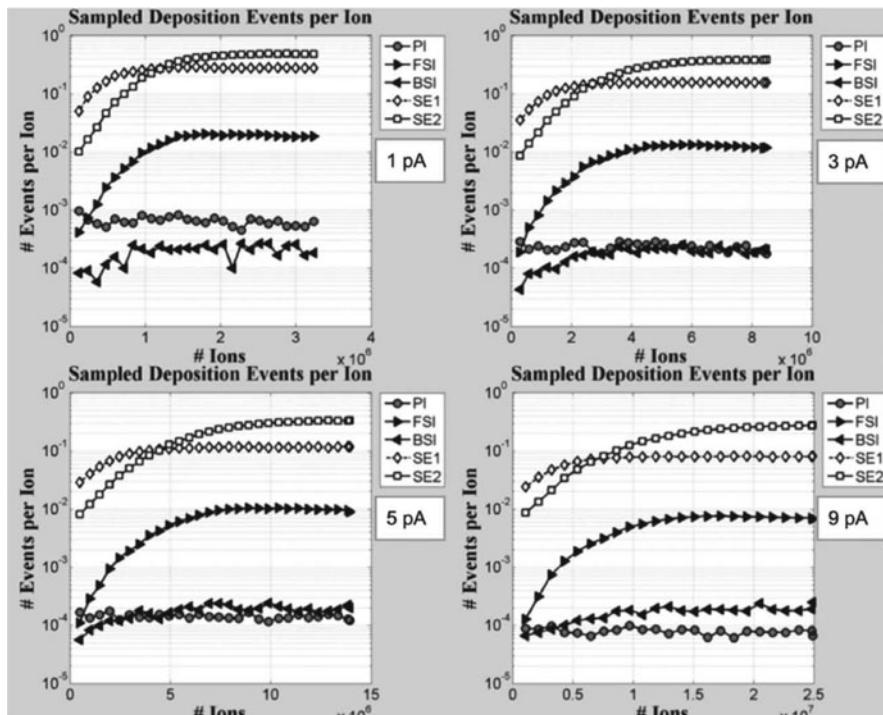 Sampled Deposition Events per Ion
# Events per Ion
10^0
10^-1
10^-2
10^-3
10^-4
10^-5
0 1 2 3 4
# Ions
x 10^6
PI
FSI
BSI
SE1
SE2
1 pA
Sampled Deposition Events per Ion
# Events per Ion
10^0
10^-1
10^-2
10^-3
10^-4
10^-5
0 2 4 6 8 10
# Ions
x 10^6
PI
FSI
BSI
SE1
SE2
3 pA
Sampled Deposition Events per Ion
# Events per Ion
10^0
10^-1
10^-2
10^-3
10^-4
10^-5
0 5 10 15
# Ions
x 10^6
PI
FSI
BSI
SE1
SE2
5 pA
Sampled Deposition Events per Ion
# Events per Ion
10^0
10^-1
10^-2
10^-3
10^-4
10^-5
0 0.5 1 1.5 2 2.5
# Ions
x 10^7
PI
FSI
BSI
SE1
SE2
9 pA